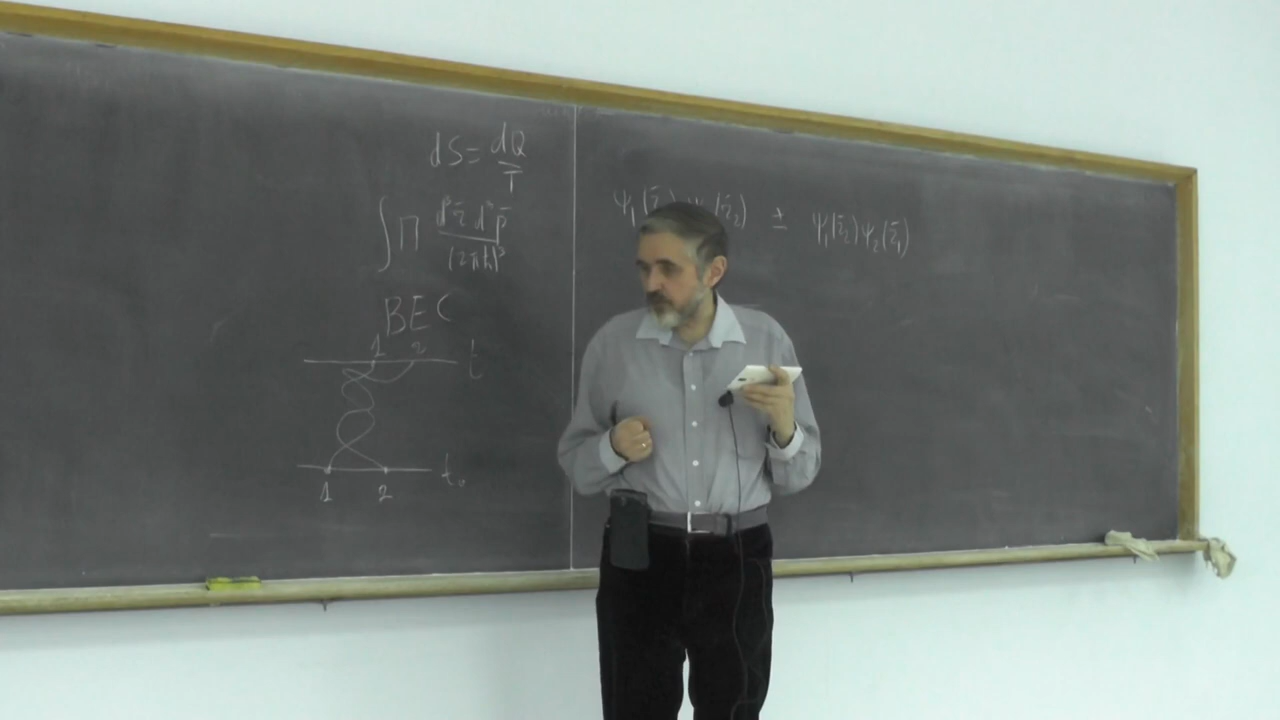 dS = dQ/T
∫∏ d³r̄ d³p̄/(2πħ)³
BEC
1 2 t
t₀
1 2
ψ₁(r̄₁) ψ₂(r̄₂) ± ψ₁(r̄₂)ψ₂(r̄₁)